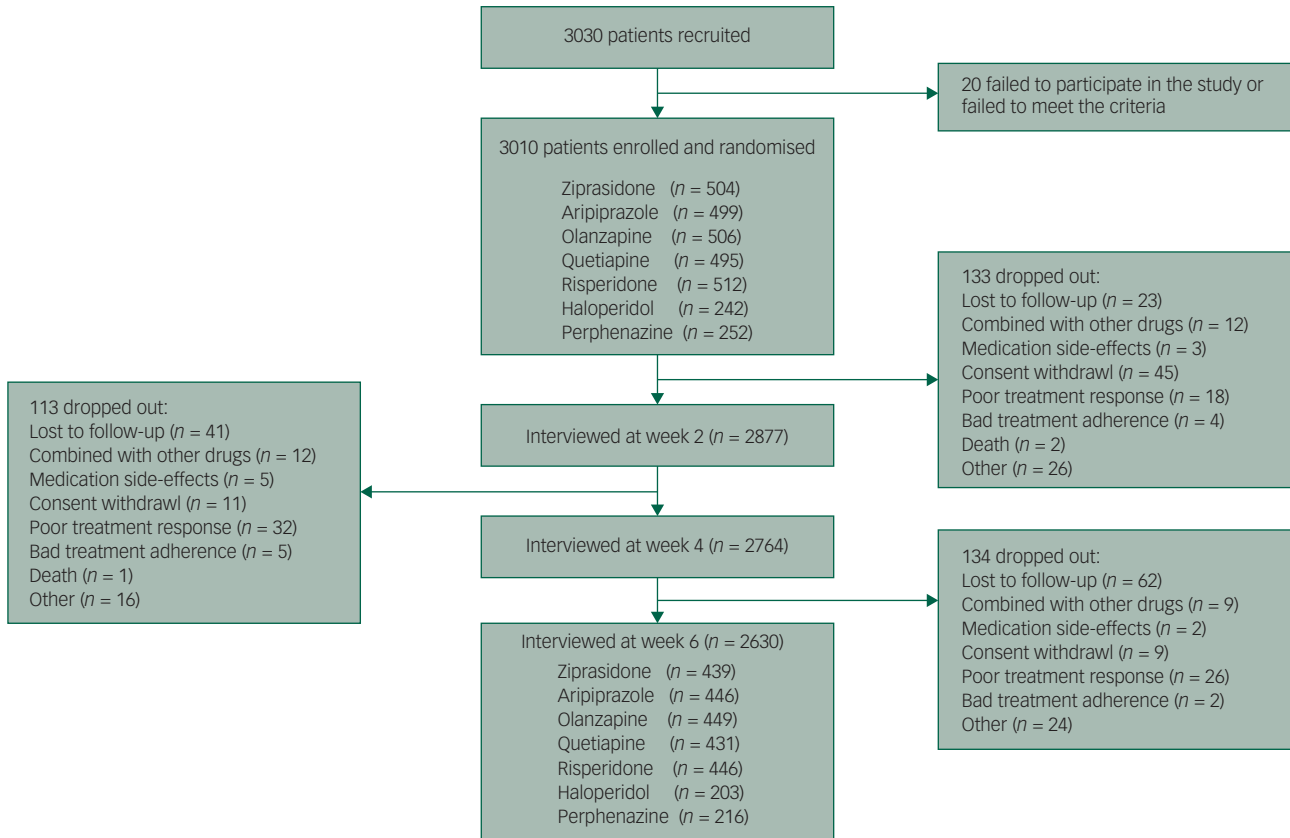 3030 patients recruited
20 failed to participate in the study or
failed to meet the criteria
3010 patients enrolled and randomised
Ziprasidone (n = 504)
Aripiprazole (n = 499)
Olanzapine (n = 506)
Quetiapine (n = 495)
Risperidone (n = 512)
Haloperidol (n = 242)
Perphenazine (n = 252)
133 dropped out:
Lost to follow-up (n = 23)
Combined with other drugs (n = 12)
Medication side-effects (n = 3)
Consent withdrawl (n = 45)
Poor treatment response (n = 18)
Bad treatment adherence (n = 4)
Death (n = 2)
Other (n = 26)
Interviewed at week 2 (n = 2877)
113 dropped out:
Lost to follow-up (n = 41)
Combined with other drugs (n = 12)
Medication side-effects (n = 5)
Consent withdrawl (n = 11)
Poor treatment response (n = 32)
Bad treatment adherence (n = 5)
Death (n = 1)
Other (n = 16)
Interviewed at week 4 (n = 2764)
134 dropped out:
Lost to follow-up (n = 62)
Combined with other drugs (n = 9)
Medication side-effects (n = 2)
Consent withdrawl (n = 9)
Poor treatment response (n = 26)
Bad treatment adherence (n = 2)
Other (n = 24)
Interviewed at week 6 (n = 2630)
Ziprasidone (n = 439)
Aripiprazole (n = 446)
Olanzapine (n = 449)
Quetiapine (n = 431)
Risperidone (n = 446)
Haloperidol (n = 203)
Perphenazine (n = 216)